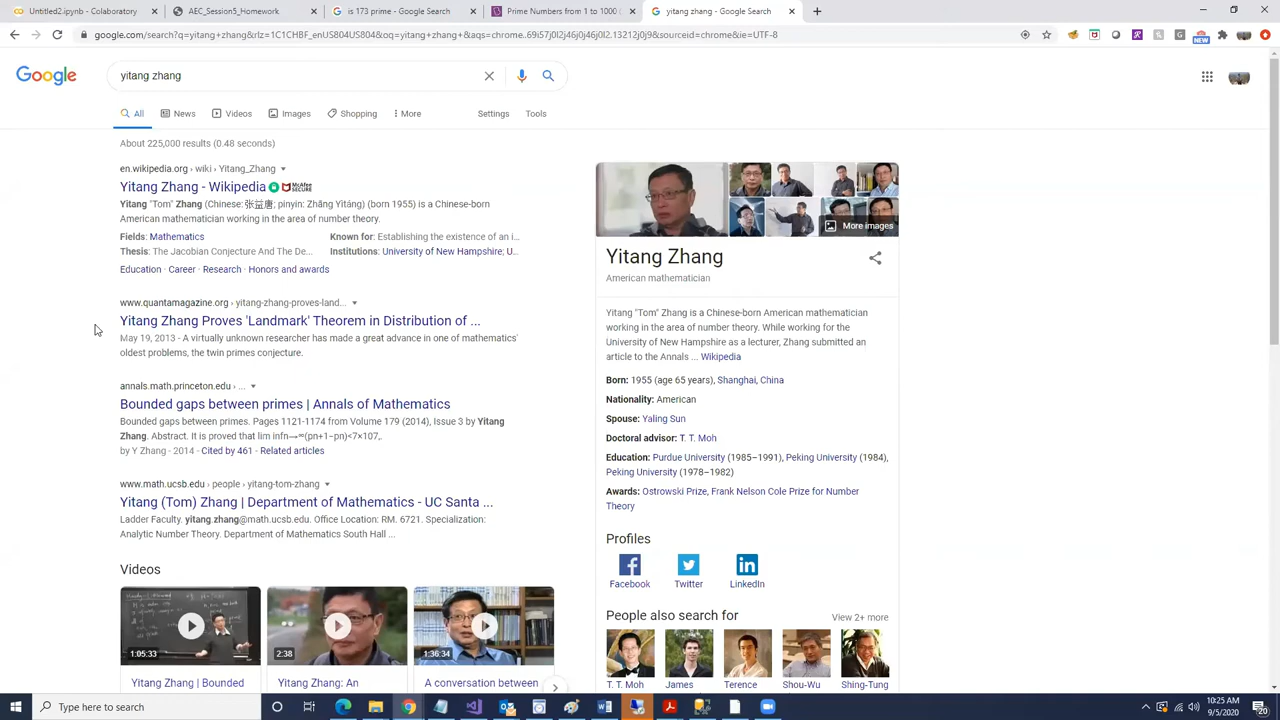 Untitled2.ipynb - Colaboratory
AEC_Session5_Homework
is 173 prime - Google Search
Prime Numbers from 1 to 1000 (
yitang zhang - Google Search
google.com/search?q=yitang+zhang&rlz=1C1CHBF_enUS804US804&oq=yitang+zhang+&aqs=chrome..69i57j0l2j46j0j46j0l2.13212j0j9&sourceid=chrome&ie=UTF-8
NEW
Google
yitang zhang
All
News
Videos
Images
Shopping
More
Settings
Tools
About 225,000 results (0.48 seconds)
en.wikipedia.org › wiki › Yitang_Zhang
Yitang Zhang - Wikipedia
McAfee SECURE
Yitang "Tom" Zhang (Chinese: 张益唐; pinyin: Zhāng Yìtáng) (born 1955) is a Chinese-born
American mathematician working in the area of number theory.
Fields: Mathematics
Known for: Establishing the existence of an i...
Thesis: The Jacobian Conjecture And The De...
Institutions: University of New Hampshire; U...
Education · Career · Research · Honors and awards
www.quantamagazine.org › yitang-zhang-proves-land...
Yitang Zhang Proves 'Landmark' Theorem in Distribution of ...
May 19, 2013 - A virtually unknown researcher has made a great advance in one of mathematics'
oldest problems, the twin primes conjecture.
annals.math.princeton.edu › ...
Bounded gaps between primes | Annals of Mathematics
Bounded gaps between primes. Pages 1121-1174 from Volume 179 (2014), Issue 3 by Yitang
Zhang. Abstract. It is proved that lim infn→∞(pn+1−pn)<7×107,.
by Y Zhang - 2014 - Cited by 461 - Related articles
www.math.ucsb.edu › people › yitang-tom-zhang
Yitang (Tom) Zhang | Department of Mathematics - UC Santa ...
Ladder Faculty. yitang.zhang@math.ucsb.edu. Office Location: RM. 6721. Specialization:
Analytic Number Theory. Department of Mathematics South Hall ...
Videos
1:05:33
2:38
1:36:34
Yitang Zhang | Bounded
Yitang Zhang: An
A conversation between
More images
Yitang Zhang
American mathematician
Yitang "Tom" Zhang is a Chinese-born American mathematician
working in the area of number theory. While working for the
University of New Hampshire as a lecturer, Zhang submitted an
article to the Annals ... Wikipedia
Born: 1955 (age 65 years), Shanghai, China
Nationality: American
Spouse: Yaling Sun
Doctoral advisor: T. T. Moh
Education: Purdue University (1985–1991), Peking University (1984),
Peking University (1978–1982)
Awards: Ostrowski Prize, Frank Nelson Cole Prize for Number
Theory
Profiles
Facebook
Twitter
LinkedIn
People also search for
View 2+ more
T. T. Moh
James
Terence
Shou-Wu
Shing-Tung
Type here to search
10:25 AM
9/5/2020
20